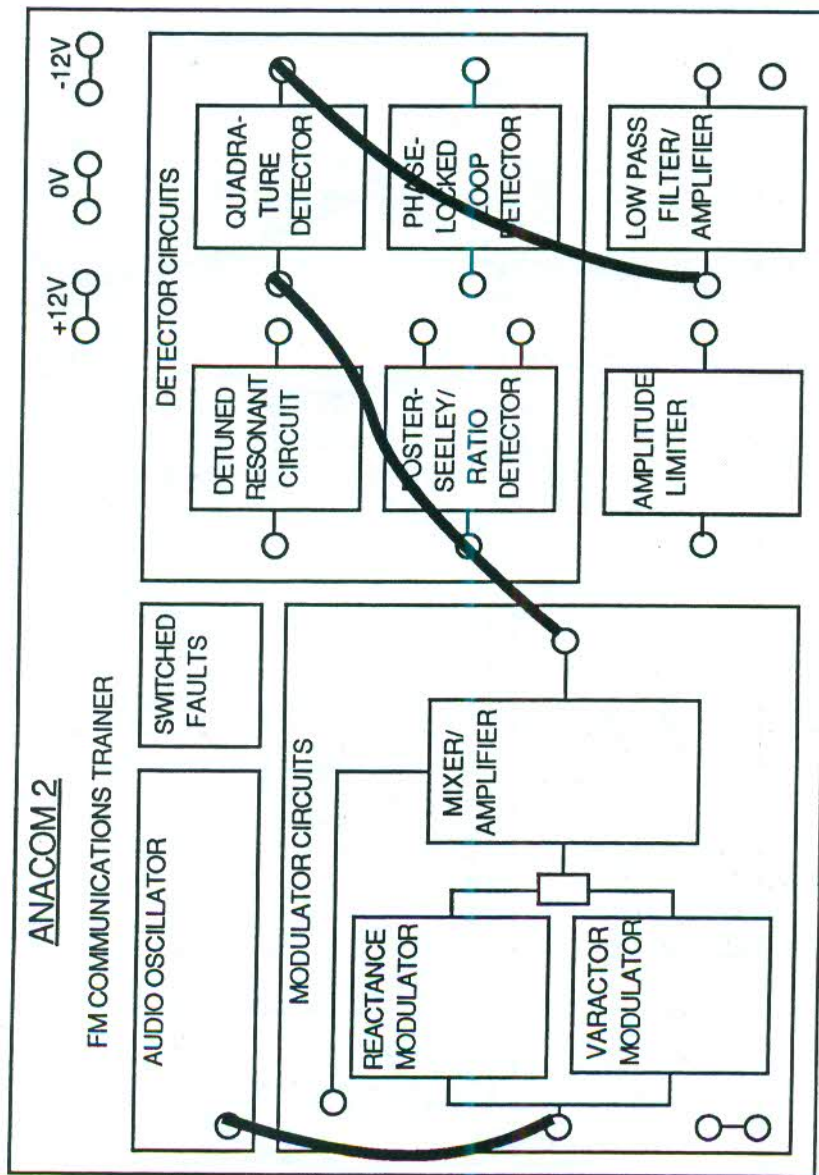 ANACOM 2
FM COMMUNICATIONS TRAINER
+12V
0V
-12V
AUDIO OSCILLATOR
SWITCHED
FAULTS
DETECTOR CIRCUITS
DETUNED
RESONANT
CIRCUIT
QUADRA-
TURE
DETECTOR
FOSTER-
SEELEY/
RATIO
DETECTOR
PHASE-
LOCKED
LOOP
DETECTOR
MODULATOR CIRCUITS
REACTANCE
MODULATOR
MIXER/
AMPLIFIER
VARACTOR
MODULATOR
AMPLITUDE
LIMITER
LOW PASS
FILTER/
AMPLIFIER